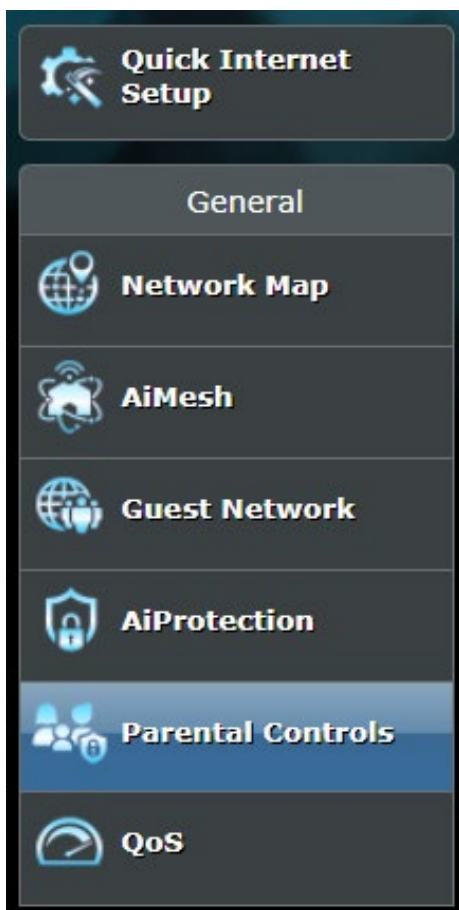 Quick Internet
Setup
General
Network Map
AiMesh
Guest Network
AiProtection
Parental Controls
QoS